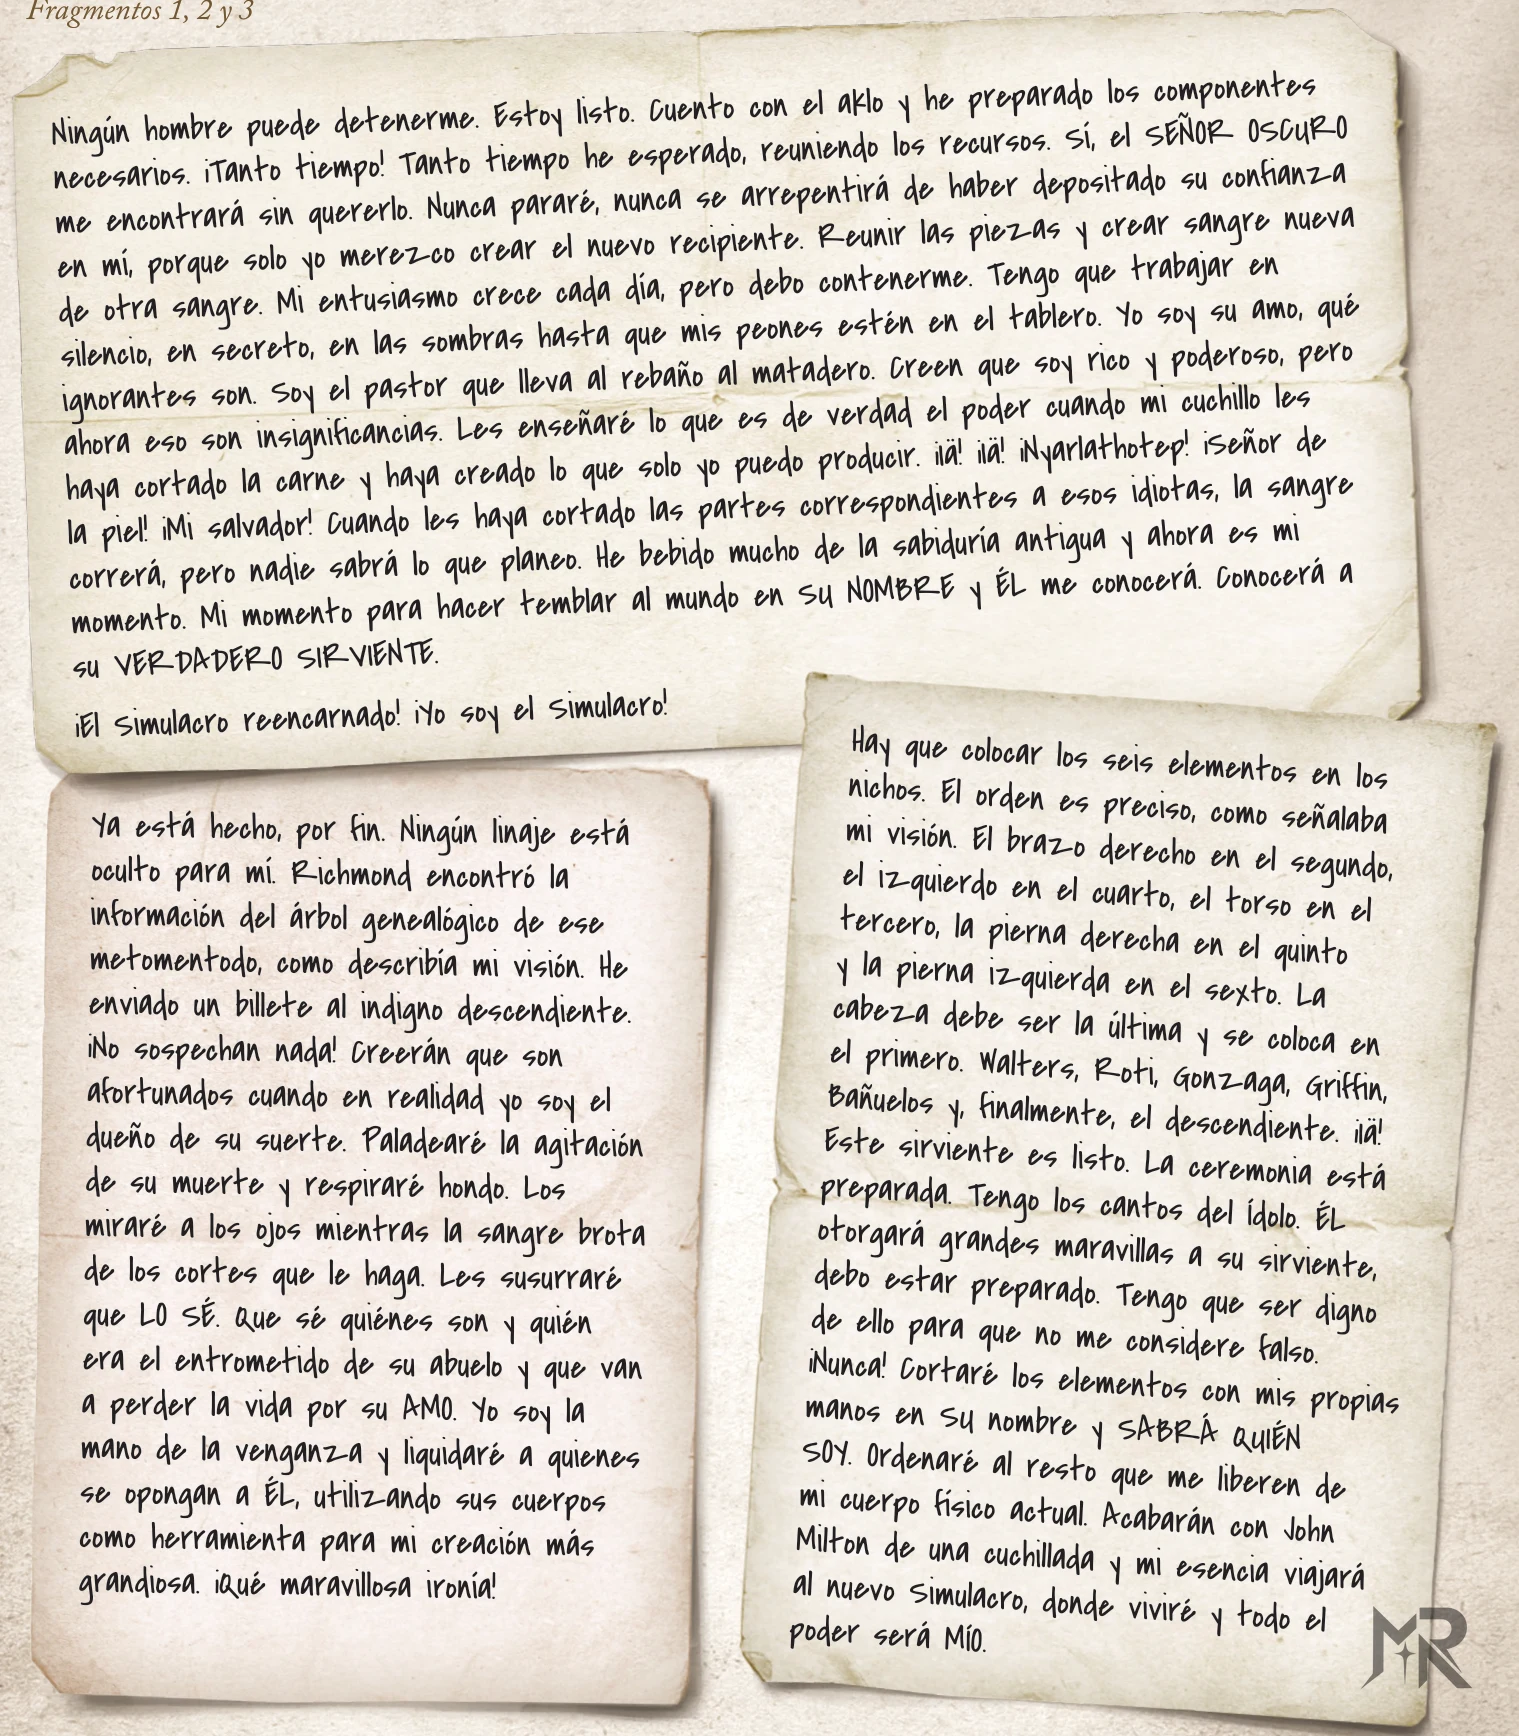 Fragmentos 1, 2 y 3
Ningún hombre puede detenerme. Estoy listo. Cuento con el aklo y he preparado los componentes
necesarios. ¡Tanto tiempo! Tanto tiempo he esperado, reuniendo los recursos. Sí, el SEÑOR OSCURO
me encontrará sin quererlo. Nunca pararé, nunca se arrepentirá de haber depositado su confianza
en mí, porque solo yo merezco crear el nuevo recipiente. Reunir las piezas y crear sangre nueva
de otra sangre. Mi entusiasmo crece cada día, pero debo contenerme. Tengo que trabajar en
silencio, en secreto, en las sombras hasta que mis peones estén en el tablero. Yo soy su amo, qué
ignorantes son. Soy el pastor que lleva al rebaño al matadero. Creen que soy rico y poderoso, pero
ahora eso son insignificancias. Les enseñaré lo que es de verdad el poder cuando mi cuchillo les
haya cortado la carne y haya creado lo que solo yo puedo producir. ¡iä! ¡iä! ¡Nyarlathotep! ¡Señor de
la piel! ¡Mi salvador! Cuando les haya cortado las partes correspondientes a esos idiotas, la sangre
correrá, pero nadie sabrá lo que planeo. He bebido mucho de la sabiduría antigua y ahora es mi
momento. Mi momento para hacer temblar al mundo en SU NOMBRE y ÉL me conocerá. Conocerá a
su VERDADERO SIRVIENTE.
¡El Simulacro reencarnado! ¡Yo soy el Simulacro!
Ya está hecho, por fin. Ningún linaje está
oculto para mí. Richmond encontró la
información del árbol genealógico de ese
metomentodo, como describía mi visión. He
enviado un billete al indigno descendiente.
¡No sospechan nada! Creerán que son
afortunados cuando en realidad yo soy el
dueño de su suerte. Paladearé la agitación
de su muerte y respiraré hondo. Los
miraré a los ojos mientras la sangre brota
de los cortes que le haga. Les susurraré
que LO SÉ. Que sé quiénes son y quién
era el entrometido de su abuelo y que van
a perder la vida por su AMO. Yo soy la
mano de la venganza y liquidaré a quienes
se opongan a ÉL, utilizando sus cuerpos
como herramienta para mi creación más
grandiosa. ¡Qué maravillosa ironía!
Hay que colocar los seis elementos en los
nichos. El orden es preciso, como señalaba
mi visión. El brazo derecho en el segundo,
el izquierdo en el cuarto, el torso en el
tercero, la pierna derecha en el quinto
y la pierna izquierda en el sexto. La
cabeza debe ser la última y se coloca en
el primero. Walters, Roti, Gonzaga, Griffin,
Bañuelos y, finalmente, el descendiente. ¡iä!
Este sirviente es listo. La ceremonia está
preparada. Tengo los cantos del Ídolo. ÉL
otorgará grandes maravillas a su sirviente,
debo estar preparado. Tengo que ser digno
de ello para que no me considere falso.
¡Nunca! Cortaré los elementos con mis propias
manos en SU nombre y SABRÁ QUIÉN
SOY. Ordenaré al resto que me liberen de
mi cuerpo físico actual. Acabarán con John
Milton de una cuchillada y mi esencia viajará
al nuevo Simulacro, donde viviré y todo el
poder será MÍO.
MR